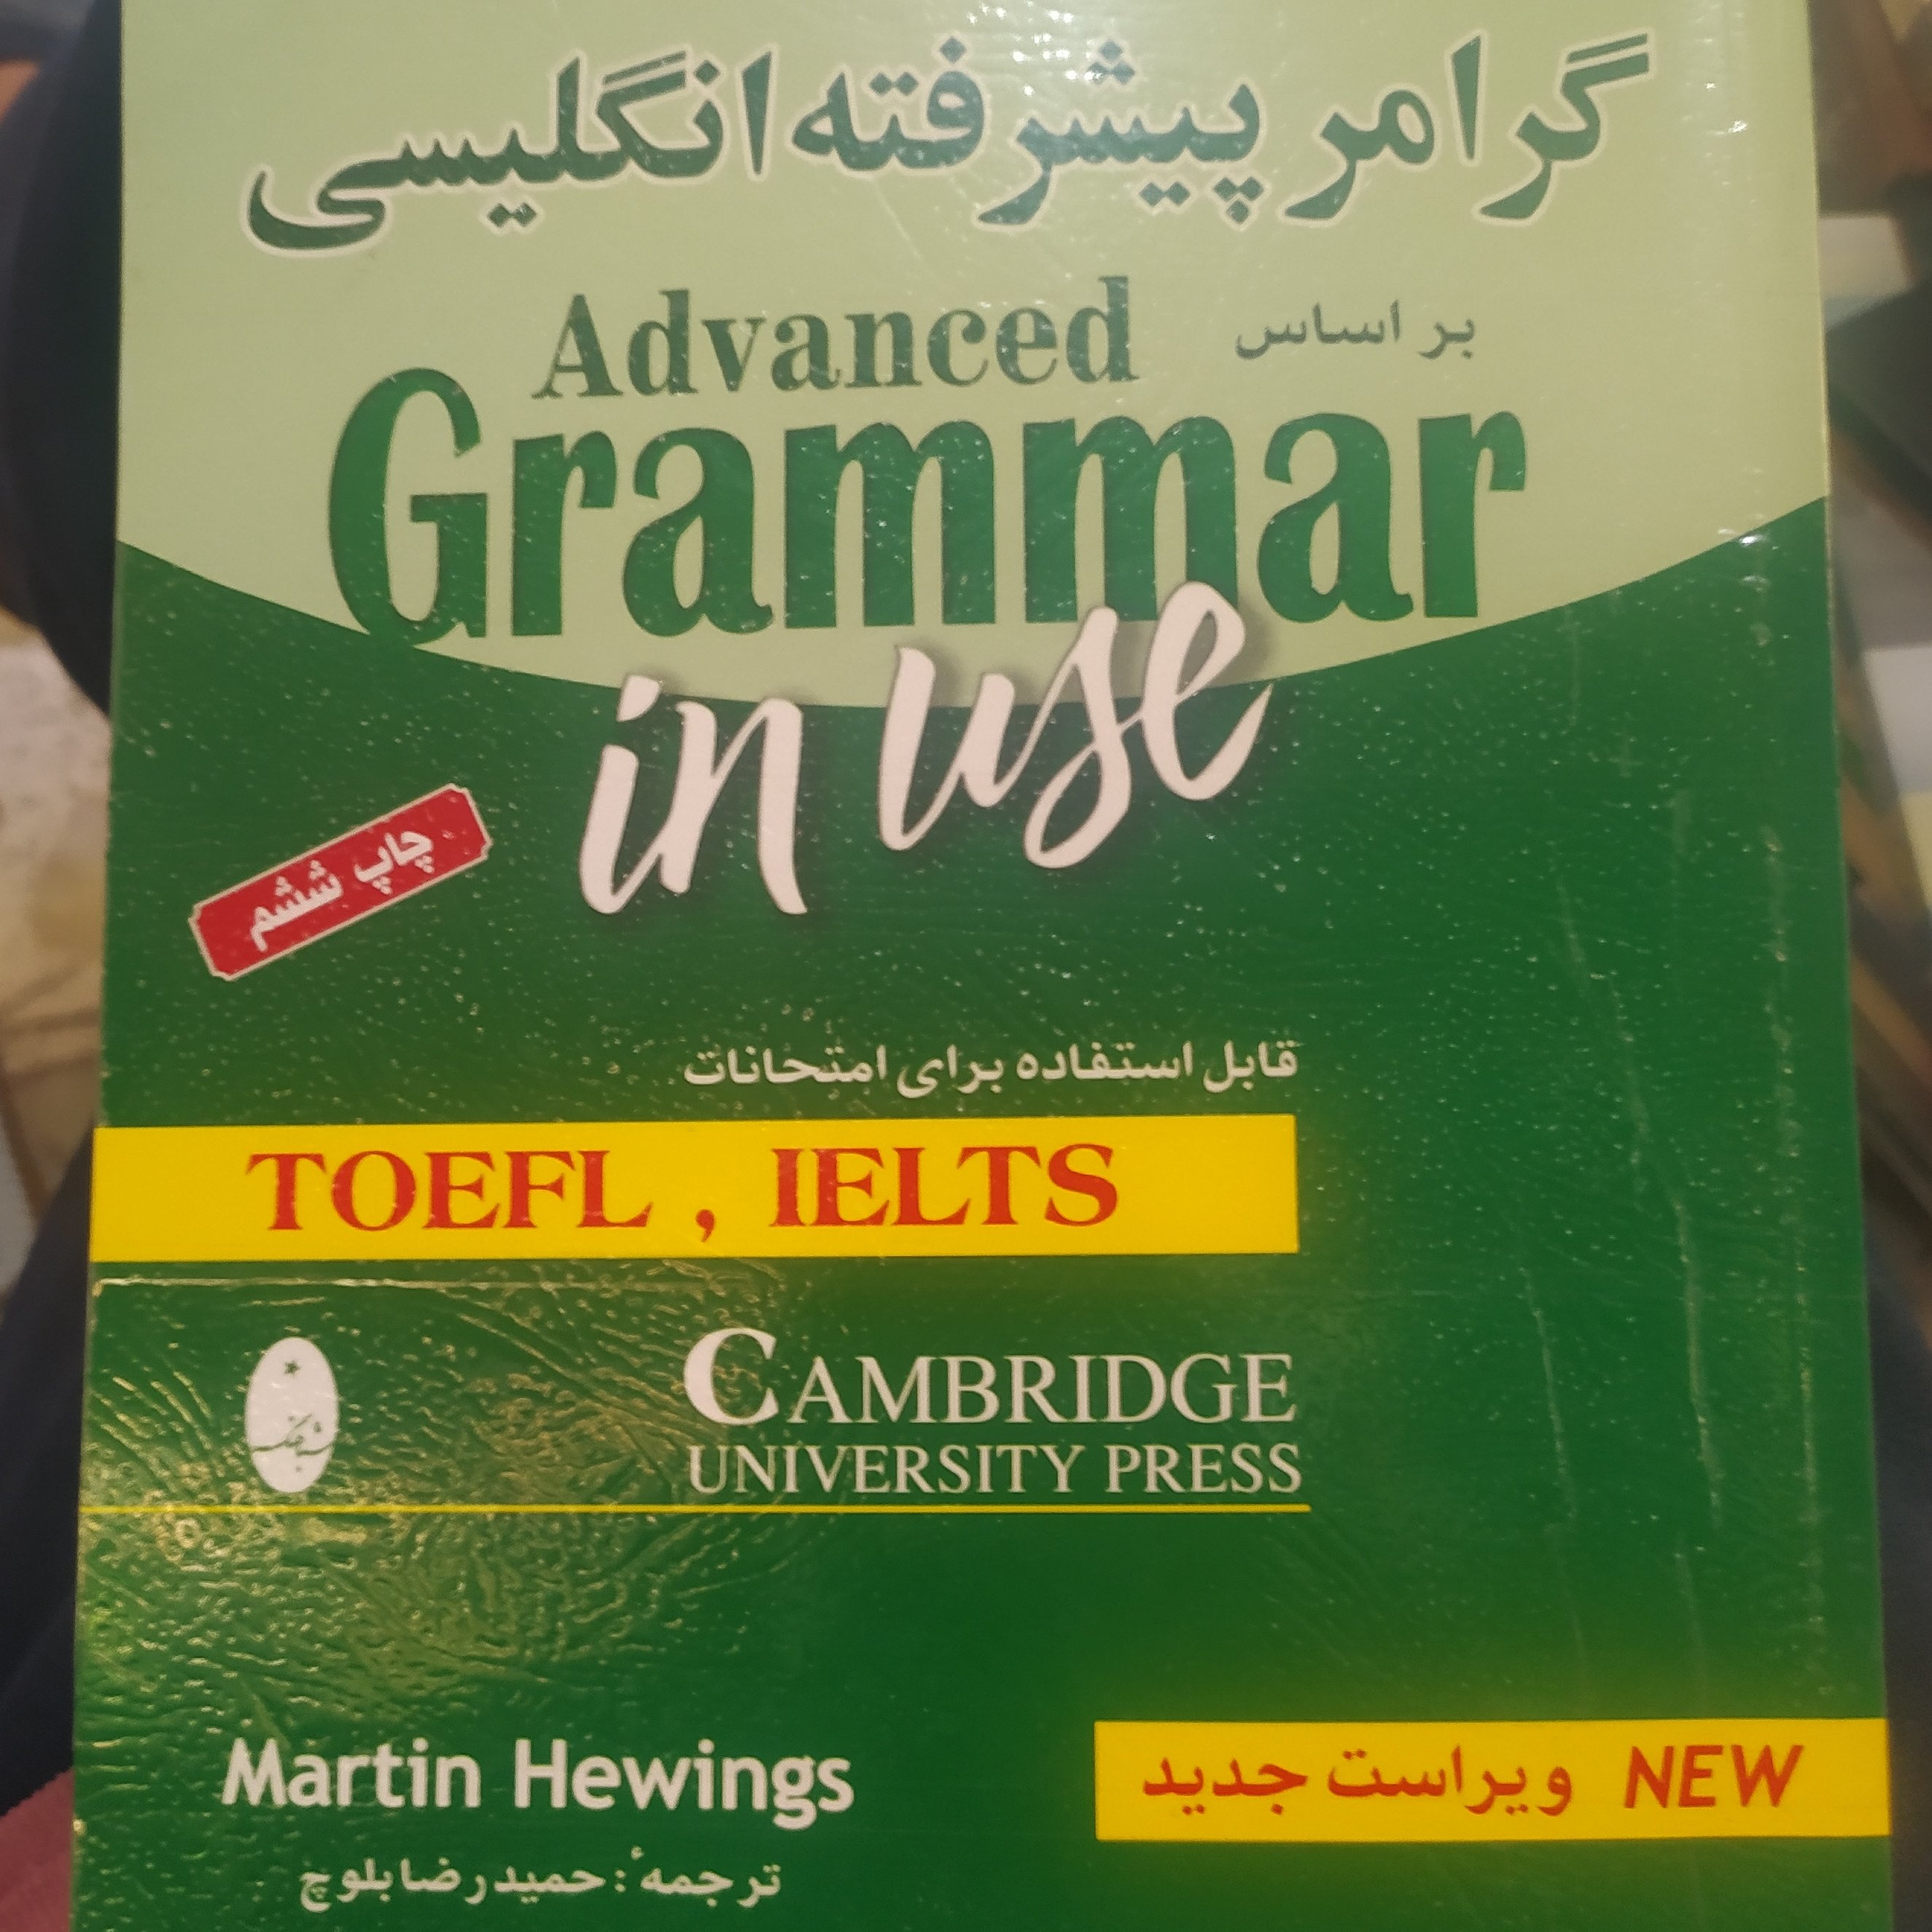 گرامر پیشرفته انگلیسی
بر اساس
Advanced
Grammar
in use
چاپ ششم
قابل استفاده برای امتحانات
TOEFL , IELTS
شباهنگ
CAMBRIDGE
UNIVERSITY PRESS
Martin Hewings
NEW ویراست جدید
ترجمهٔ : حمیدرضا بلوچ